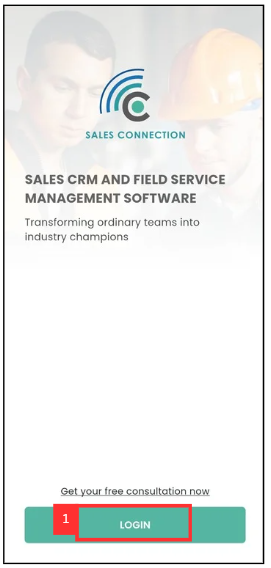 SALES CONNECTION
SALES CRM AND FIELD SERVICE
MANAGEMENT SOFTWARE
Transforming ordinary teams into
industry champions
Get your free consultation now
1
LOGIN